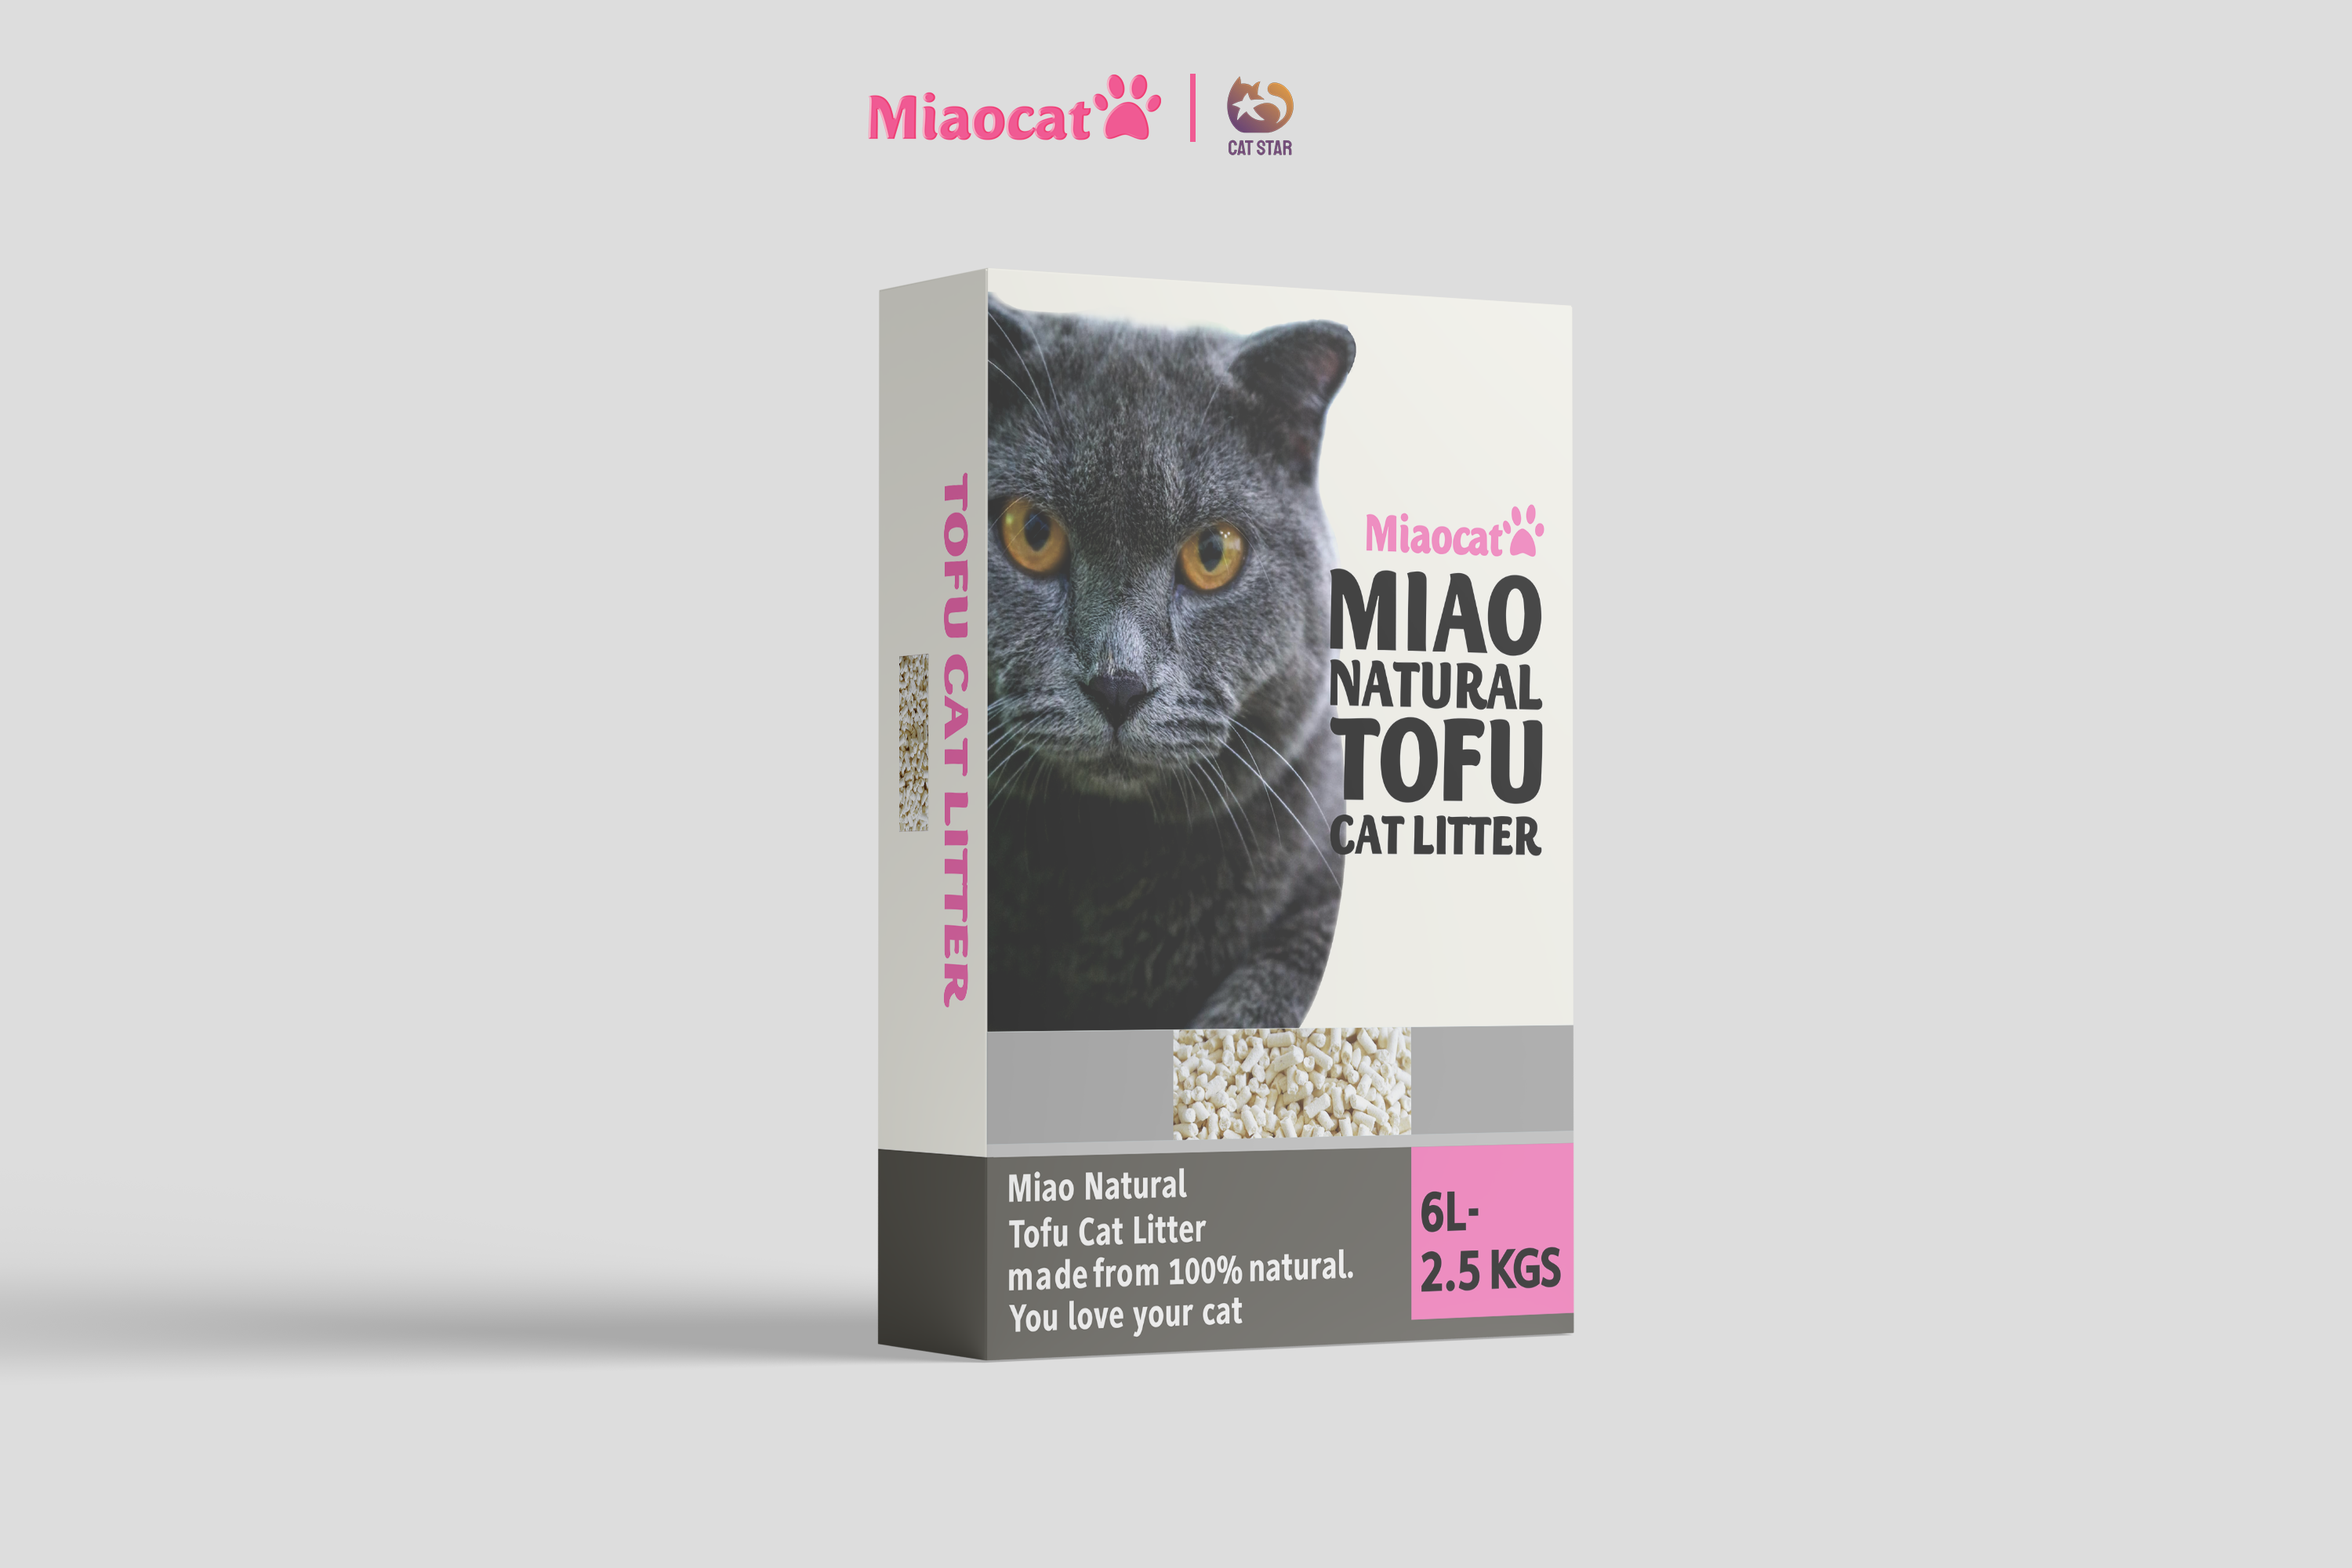 Miaocat
CAT STAR
TOFU CAT LITTER
Miaocat
MIAO
NATURAL
TOFU
CAT LITTER
Miao Natural
Tofu Cat Litter
made from 100% natural.
You love your cat
6L-
2.5 KGS